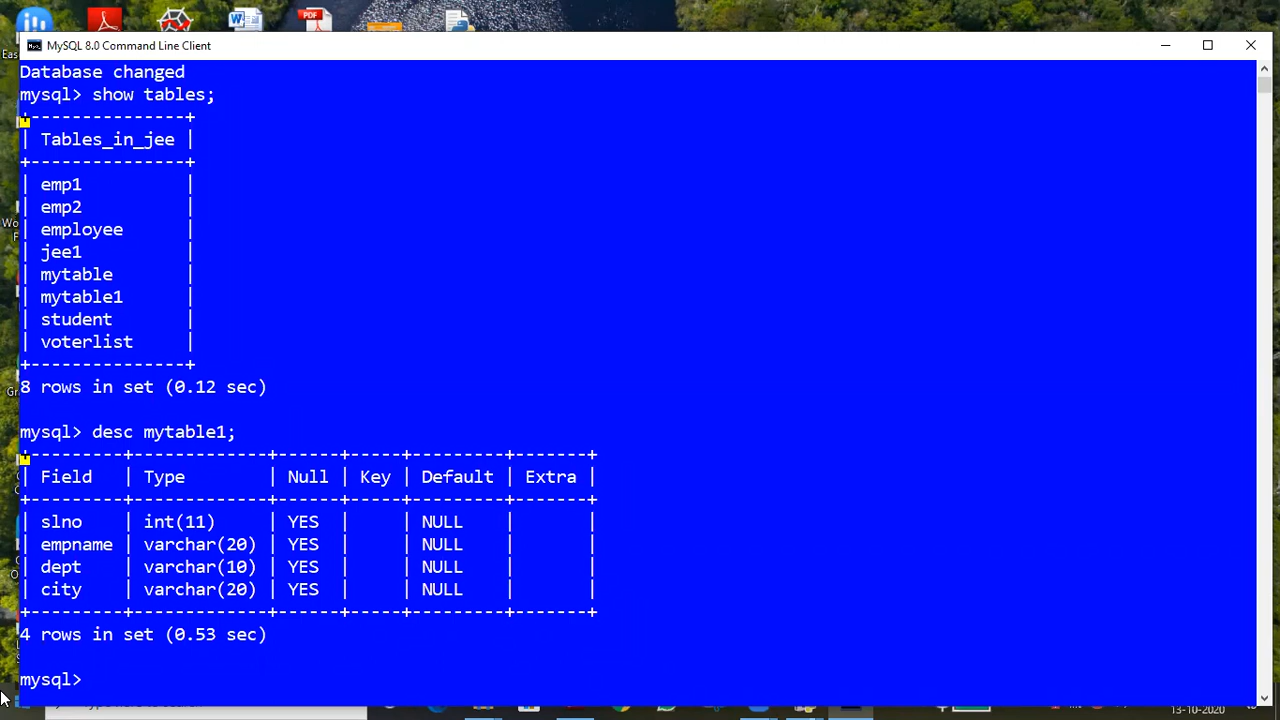 MySQL 8.0 Command Line Client
Database changed
mysql> show tables;
+---------------+
| Tables_in_jee |
+---------------+
| emp1          |
| emp2          |
| employee      |
| jee1          |
| mytable       |
| mytable1      |
| student       |
| voterlist     |
+---------------+
8 rows in set (0.12 sec)
mysql> desc mytable1;
+---------+-------------+------+-----+---------+-------+
| Field   | Type        | Null | Key | Default | Extra |
+---------+-------------+------+-----+---------+-------+
| slno    | int(11)     | YES  |     | NULL    |       |
| empname | varchar(20) | YES  |     | NULL    |       |
| dept    | varchar(10) | YES  |     | NULL    |       |
| city    | varchar(20) | YES  |     | NULL    |       |
+---------+-------------+------+-----+---------+-------+
4 rows in set (0.53 sec)
mysql>
13-10-2020